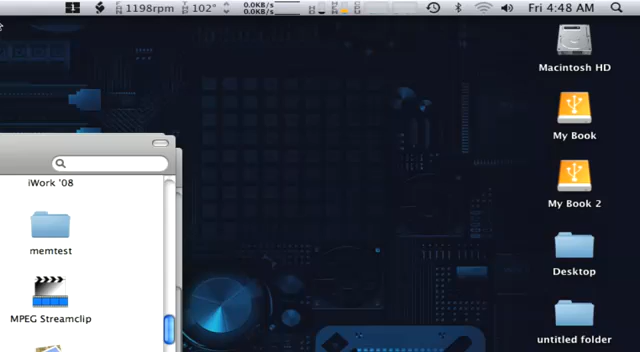 1198rpm 102° 0.0KB/s Fri 4:48 AM
0.0KB/s
Macintosh HD
My Book
My Book 2
Desktop
untitled folder
iWork '08
memtest
MPEG Streamclip